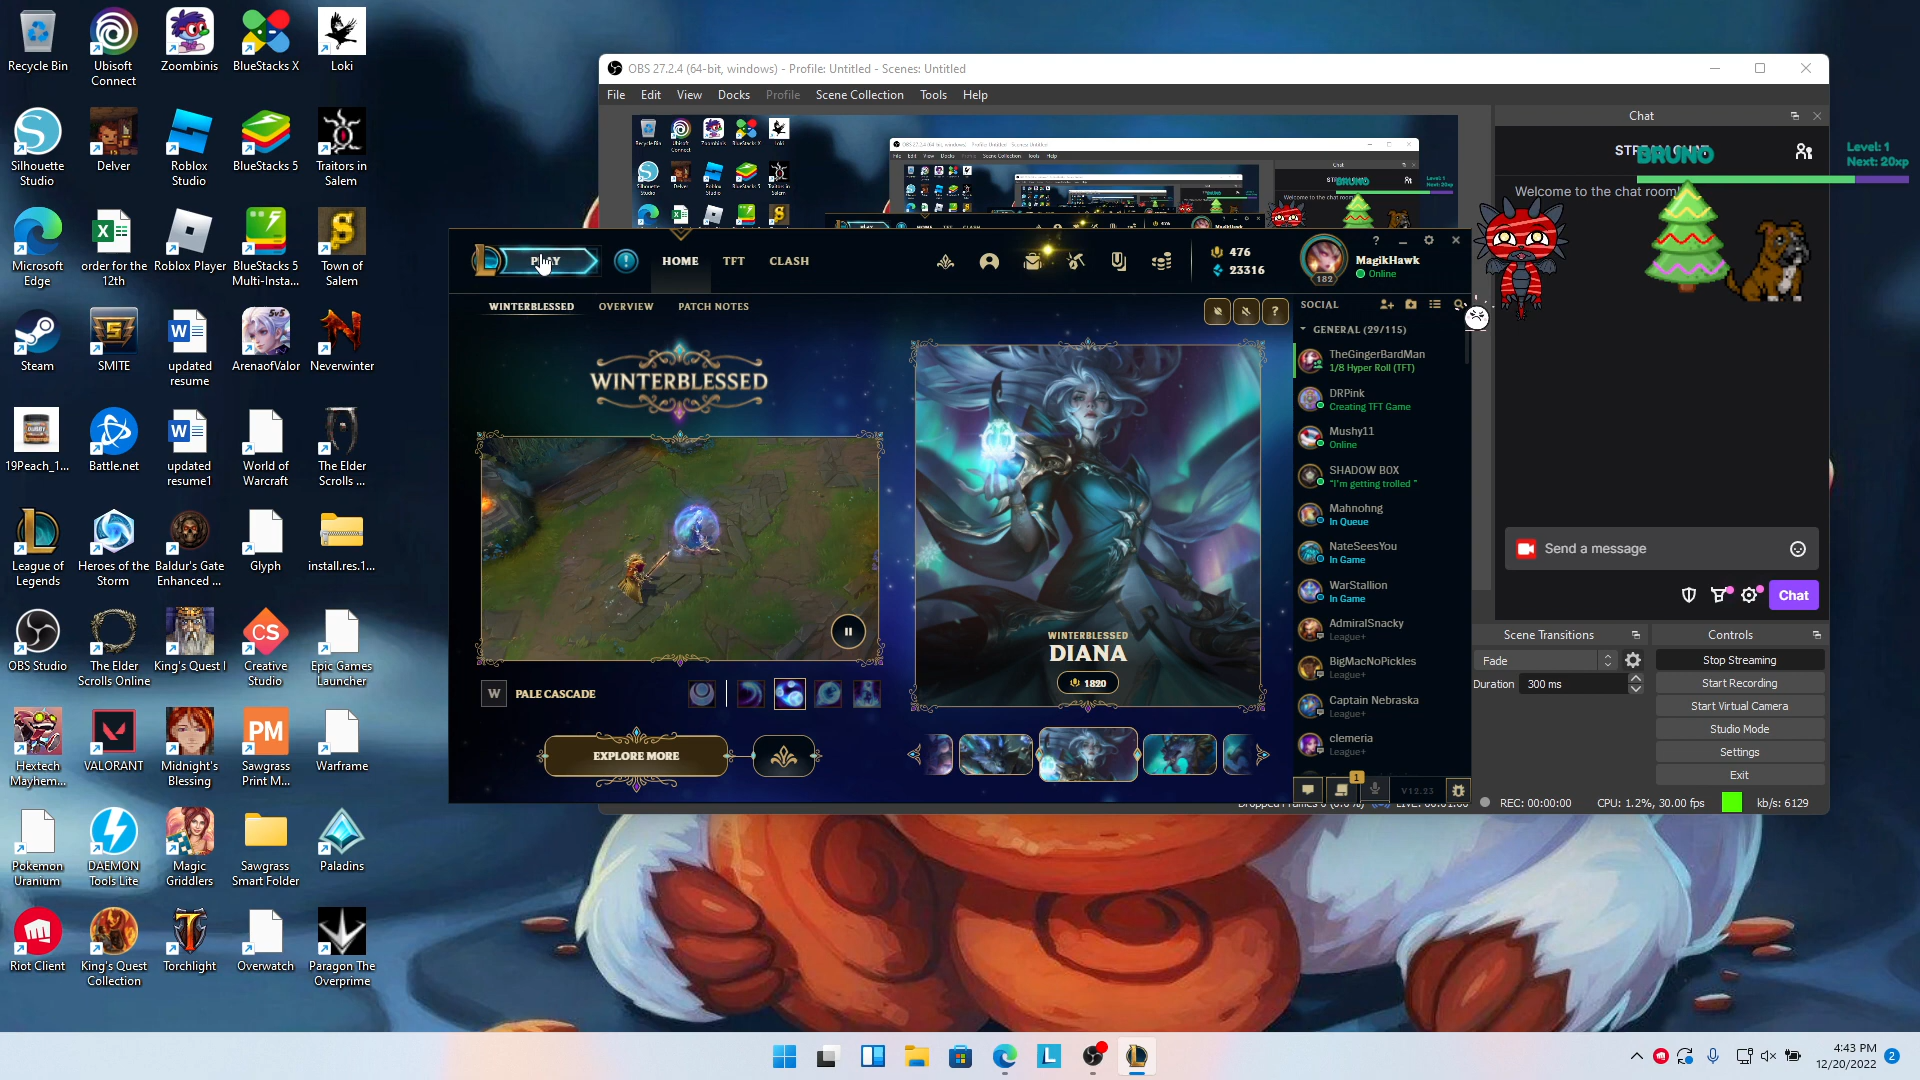 Recycle Bin
Ubisoft
Connect
Zoombinis
BlueStacks X
Loki
Silhouette
Studio
Delver
Roblox
Studio
BlueStacks 5
Traitors in
Salem
Microsoft
Edge
order for the
12th
Roblox Player
BlueStacks 5
Multi-Insta...
Town of
Salem
Steam
SMITE
updated
resume
ArenaofValor
Neverwinter
19Peach_1...
Battle.net
updated
resume1
World of
Warcraft
The Elder
Scrolls ...
League of
Legends
Heroes of the
Storm
Baldur's Gate
Enhanced ...
Glyph
install.res.1...
OBS Studio
The Elder
Scrolls Online
King's Quest I
Creative
Studio
Epic Games
Launcher
Hextech
Mayhem...
VALORANT
Midnight's
Blessing
Sawgrass
Print M...
Warframe
Pokemon
Uranium
DAEMON
Tools Lite
Magic
Griddlers
Sawgrass
Smart Folder
Paladins
Riot Client
King's Quest
Collection
Torchlight
Overwatch
Paragon The
Overprime
OBS 27.2.4 (64-bit, windows) - Profile: Untitled - Scenes: Untitled
File Edit View Docks Profile Scene Collection Tools Help
Chat
BRUNO
Level: 1
Next: 20xp
Welcome to the chat room!
Send a message
Chat
Scene Transitions
Fade
Duration 300 ms
Controls
Stop Streaming
Start Recording
Start Virtual Camera
Studio Mode
Settings
Exit
REC: 00:00:00
CPU: 1.2%, 30.00 fps
kb/s: 6129
PLAY
HOME
TFT
CLASH
476
23316
182
MagikHawk
Online
WINTERBLESSED
OVERVIEW
PATCH NOTES
WINTERBLESSED
W
PALE CASCADE
EXPLORE MORE
WINTERBLESSED
DIANA
1820
SOCIAL
GENERAL (29/115)
TheGingerBardMan
1/8 Hyper Roll (TFT)
DRPink
Creating TFT Game
Mushy11
Online
SHADOW BOX
"I'm getting trolled "
Mahnohng
In Queue
NateSeesYou
In Game
WarStallion
In Game
AdmiralSnacky
League+
BigMacNoPickles
League+
Captain Nebraska
League+
clemeria
League+
1
V12.23
4:43 PM
12/20/2022
2